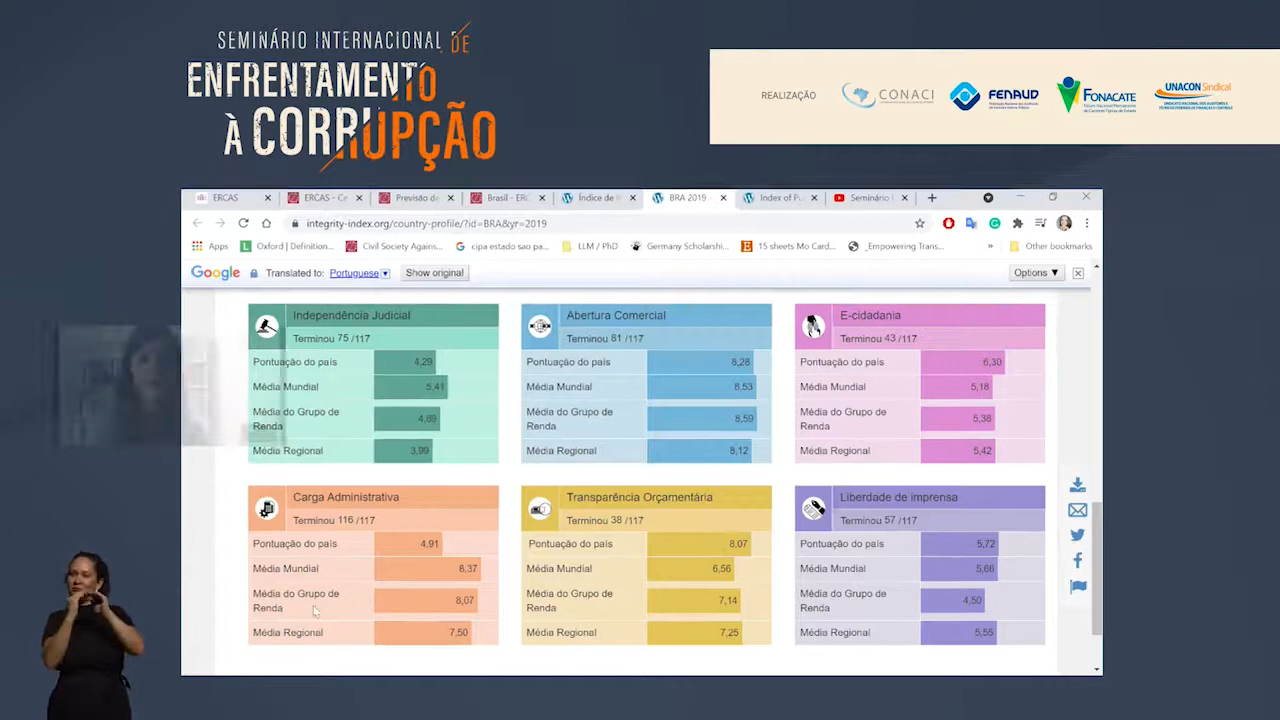 SEMINÁRIO INTERNACIONAL DE
ENFRENTAMENTO
À CORRUPÇÃO
REALIZAÇÃO
CONACI
FENAUD
FONACATE
UNACON Sindical
ERCAS
ERCAS - Ce
Previsão de
Brasil - ERC
Índice de I
BRA 2019
Index of Pu
Seminário I
integrity-index.org/country-profile/?id=BRA&yr=2019
Apps
Oxford | Definition...
Civil Society Agains...
cipa estado sao pa...
LLM / PhD
Germany Scholarshi...
15 sheets Mo Card...
_Empowering Trans...
»
Other bookmarks
Google
Translated to: Portuguese
Show original
Options
Independência Judicial
Terminou 75 /117
Pontuação do país 4,29
Média Mundial 5,41
Média do Grupo de
Renda 4,69
Média Regional 3,99
Abertura Comercial
Terminou 81 /117
Pontuação do país 8,28
Média Mundial 8,53
Média do Grupo de
Renda 8,59
Média Regional 8,12
E-cidadania
Terminou 43 /117
Pontuação do país 6,30
Média Mundial 5,18
Média do Grupo de
Renda 5,38
Média Regional 5,42
Carga Administrativa
Terminou 116 /117
Pontuação do país 4,91
Média Mundial 8,37
Média do Grupo de
Renda 8,07
Média Regional 7,50
Transparência Orçamentária
Terminou 38 /117
Pontuação do país 8,07
Média Mundial 6,56
Média do Grupo de
Renda 7,14
Média Regional 7,25
Liberdade de imprensa
Terminou 57 /117
Pontuação do país 5,72
Média Mundial 5,66
Média do Grupo de
Renda 4,50
Média Regional 5,55